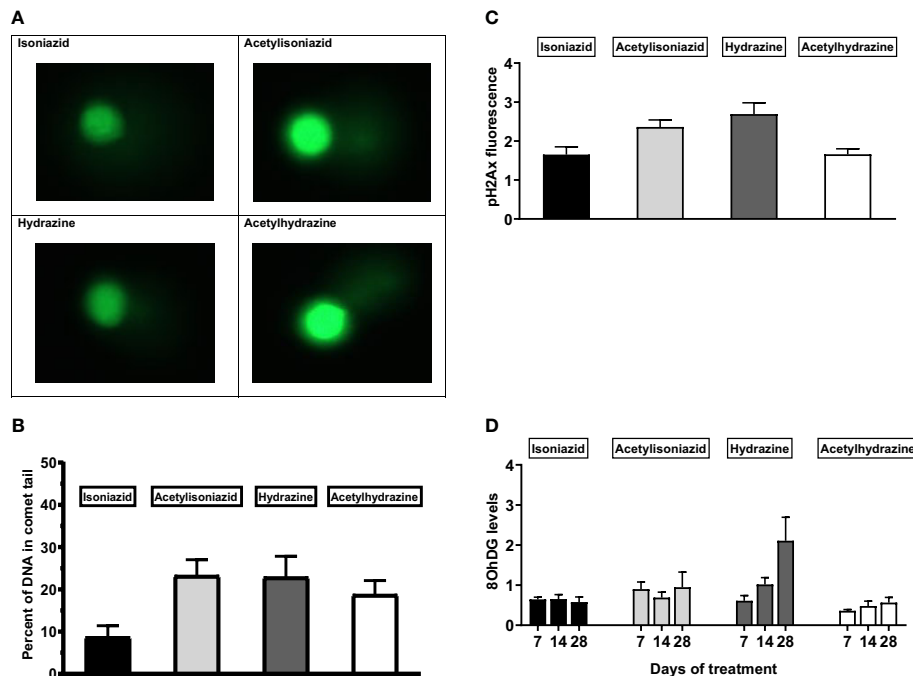 A
Isoniazid
Acetylisoniazid
Hydrazine
Acetylhydrazine
B
Percent of DNA in comet tail
50
40
30
20
10
0
Isoniazid
Acetylisoniazid
Hydrazine
Acetylhydrazine
C
Isoniazid
Acetylisoniazid
Hydrazine
Acetylhydrazine
pH2Ax fluorescence
4
3
2
1
0
D
Isoniazid
Acetylisoniazid
Hydrazine
Acetylhydrazine
8OhDG levels
4
3
2
1
0
7 14 28 7 14 28 7 14 28 7 14 28
Days of treatment